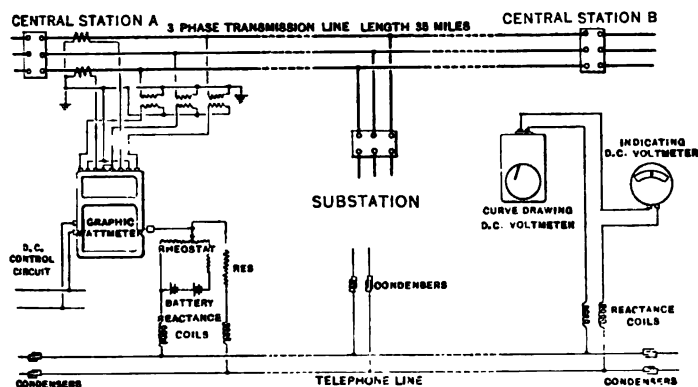 CENTRAL STATION A
3 PHASE TRANSMISSION LINE LENGTH 35 MILES
CENTRAL STATION B
INDICATING
D.C. VOLTMETER
SUBSTATION
CURVE DRAWING
D.C. VOLTMETER
GRAPHIC
WATTMETER
D.C.
CONTROL
CIRCUIT
RHEOSTAT
RES
BATTERY
REACTANCE
COILS
CONDENSERS
REACTANCE
COILS
CONDENSERS
TELEPHONE LINE
CONDENSERS